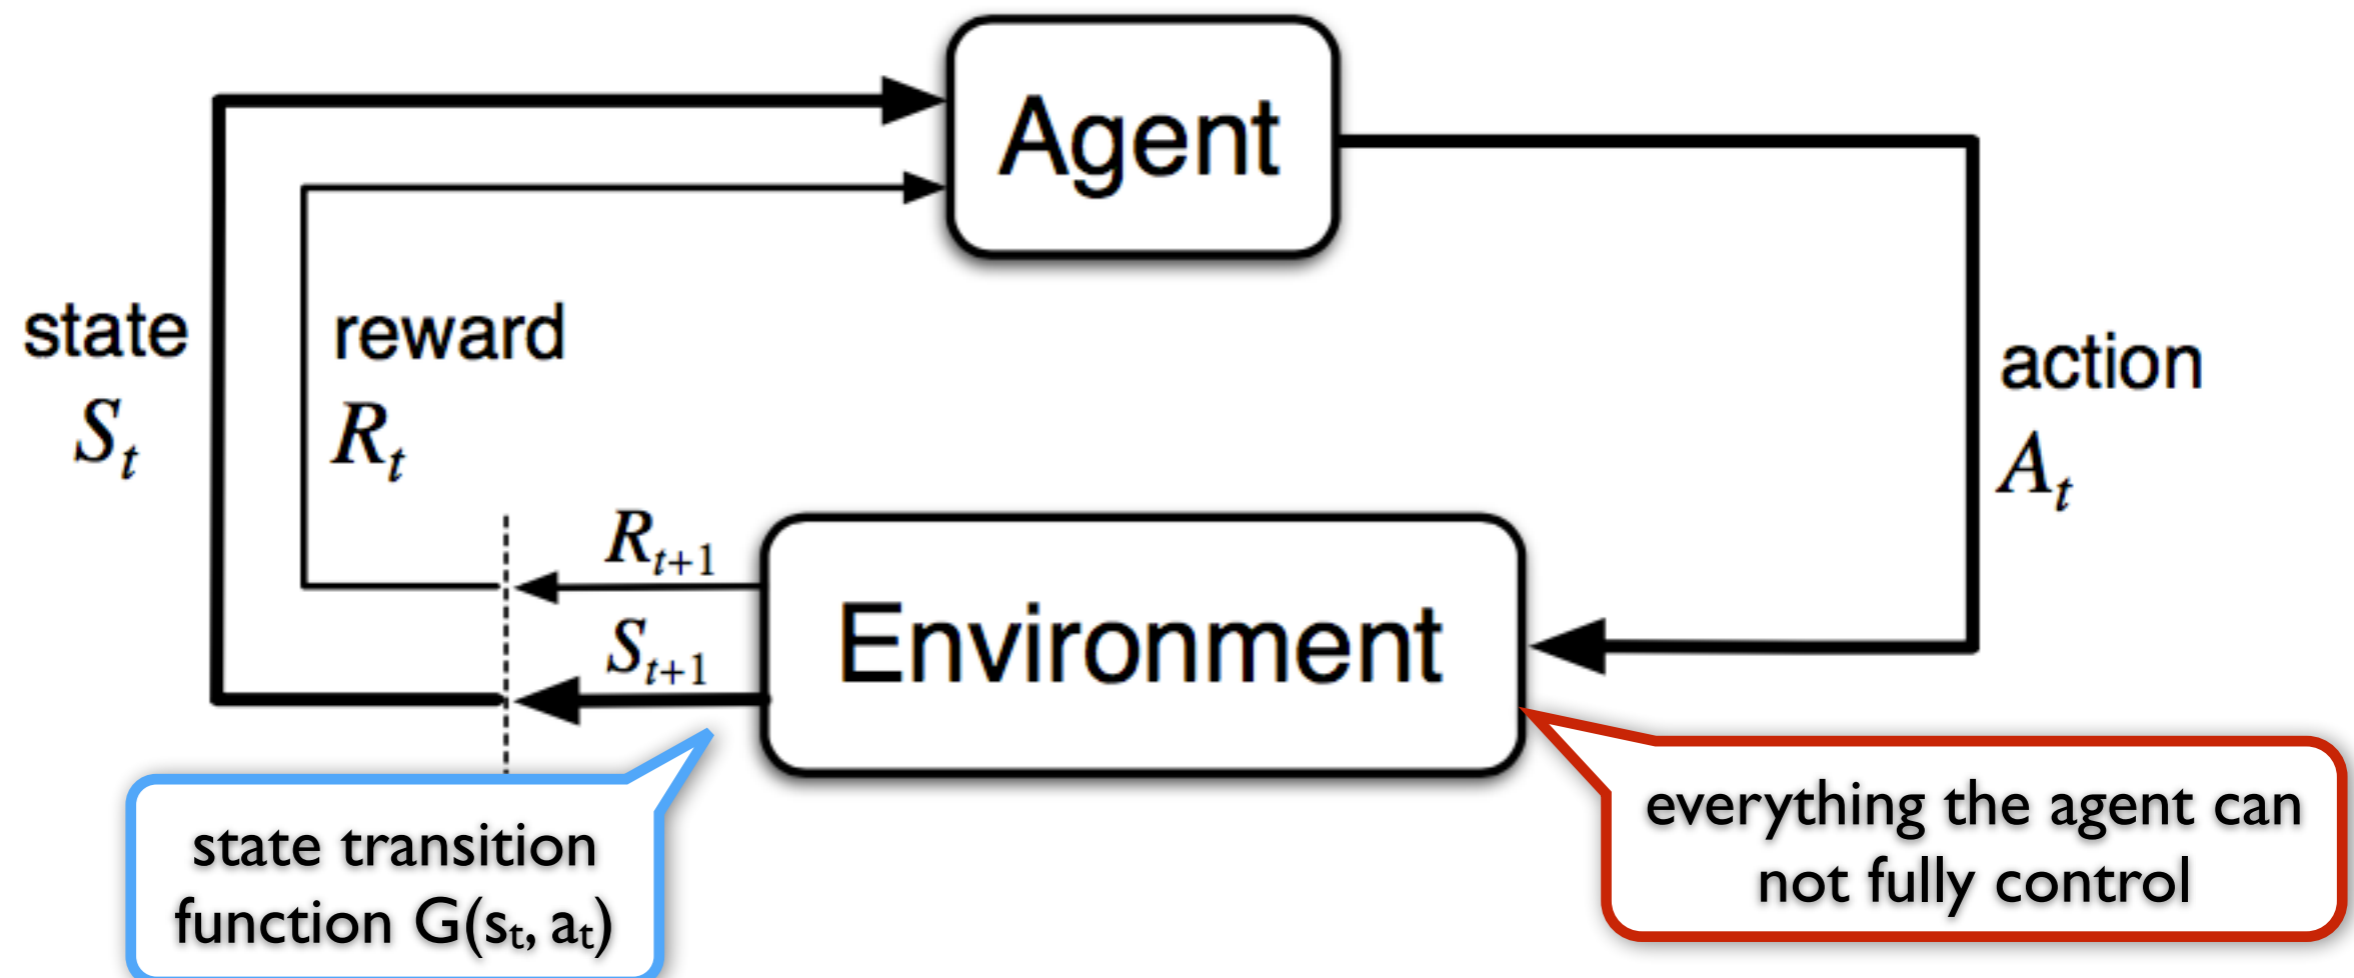 Agent
state
S_t
reward
R_t
action
A_t
R_{t+1}
S_{t+1}
Environment
state transition
function G(s_t, a_t)
everything the agent can
not fully control